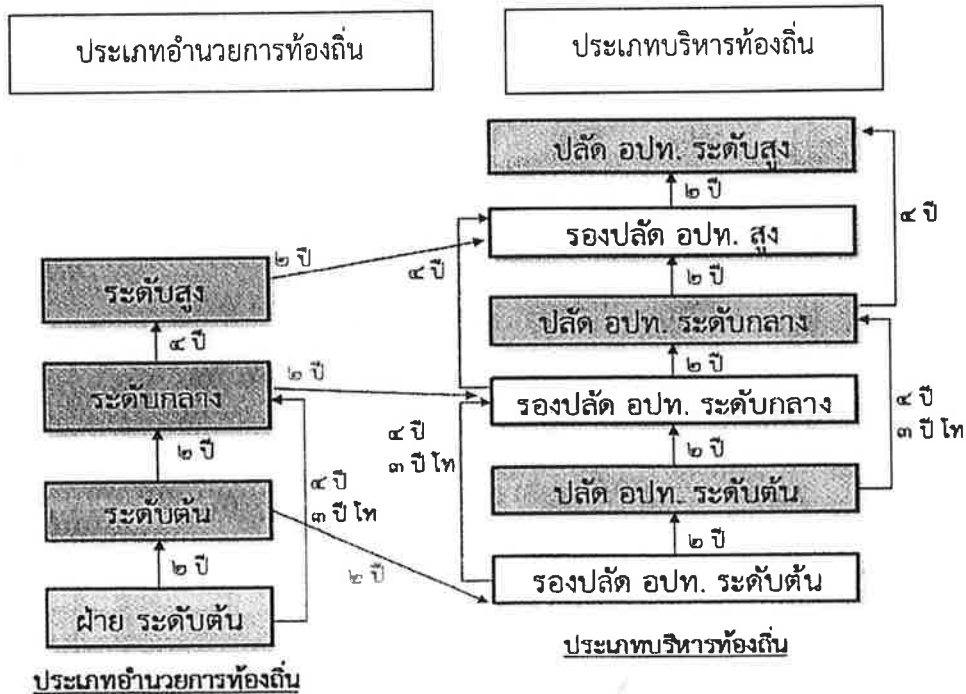 ประเภทอำนวยการท้องถิ่น
ประเภทบริหารท้องถิ่น
ปลัด อปท. ระดับสูง
๒ ปี
๔ ปี
รองปลัด อปท. สูง
๒ ปี
๔ ปี
๒ ปี
ระดับสูง
ปลัด อปท. ระดับกลาง
๔ ปี
๒ ปี
๒ ปี
ระดับกลาง
รองปลัด อปท. ระดับกลาง
๔ ปี
๓ ปี โท
๔ ปี
๓ ปี โท
๒ ปี
๒ ปี
ระดับต้น
ปลัด อปท. ระดับต้น
๔ ปี
๓ ปี โท
๒ ปี
๒ ปี
๒ ปี
ฝ่าย ระดับต้น
รองปลัด อปท. ระดับต้น
ประเภทอำนวยการท้องถิ่น
ประเภทบริหารท้องถิ่น